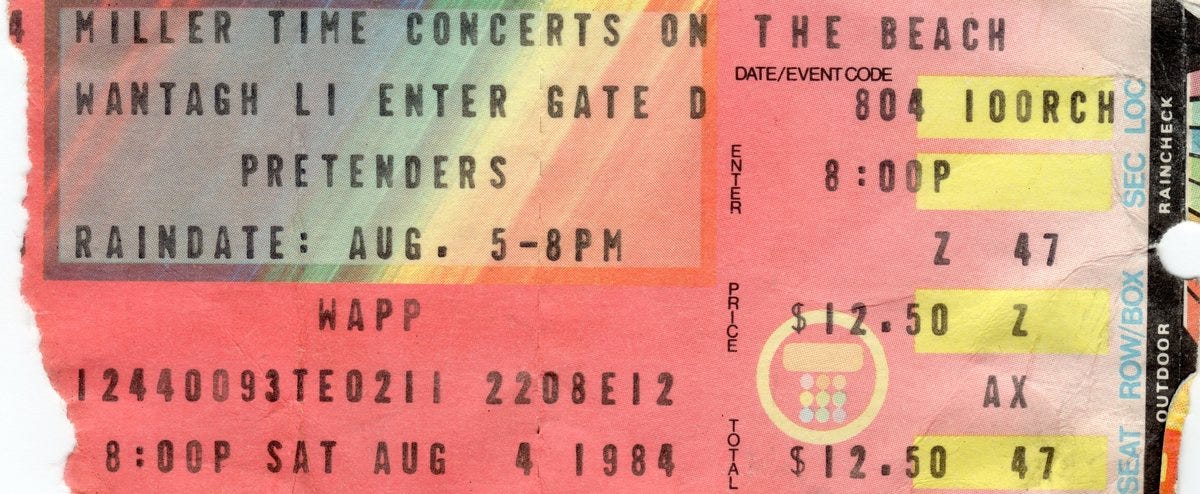 MILLER TIME CONCERTS ON THE BEACH
WANTAGH LI ENTER GATE D
PRETENDERS
RAINDATE: AUG. 5-8PM
WAPP
12440093TE0211 2208E12
8:00P SAT AUG 4 1984
DATE/EVENT CODE
804 100RCH
ENTER
8:00P
Z 47
PRICE
$12.50 Z
AX
TOTAL
$12.50 47
SEC LOC
ROW/BOX
SEAT
RAINCHECK
OUTDOOR